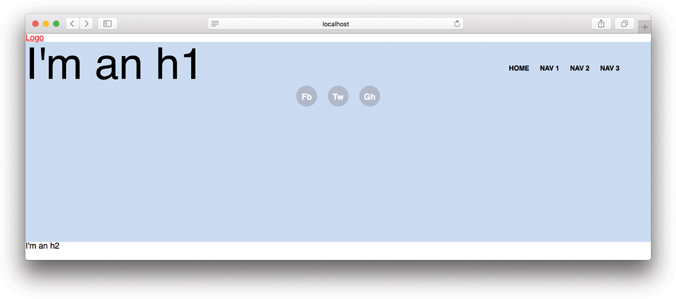 localhost
Logo
I'm an h1
HOME NAV 1 NAV 2 NAV 3
Fb Tw Gh
I'm an h2